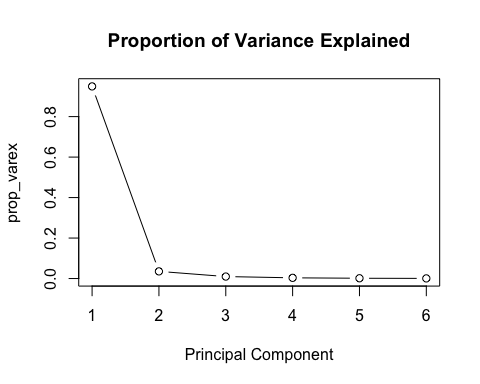 Proportion of Variance Explained
prop_varex
0.8
0.6
0.4
0.2
0.0
1 2 3 4 5 6
Principal Component